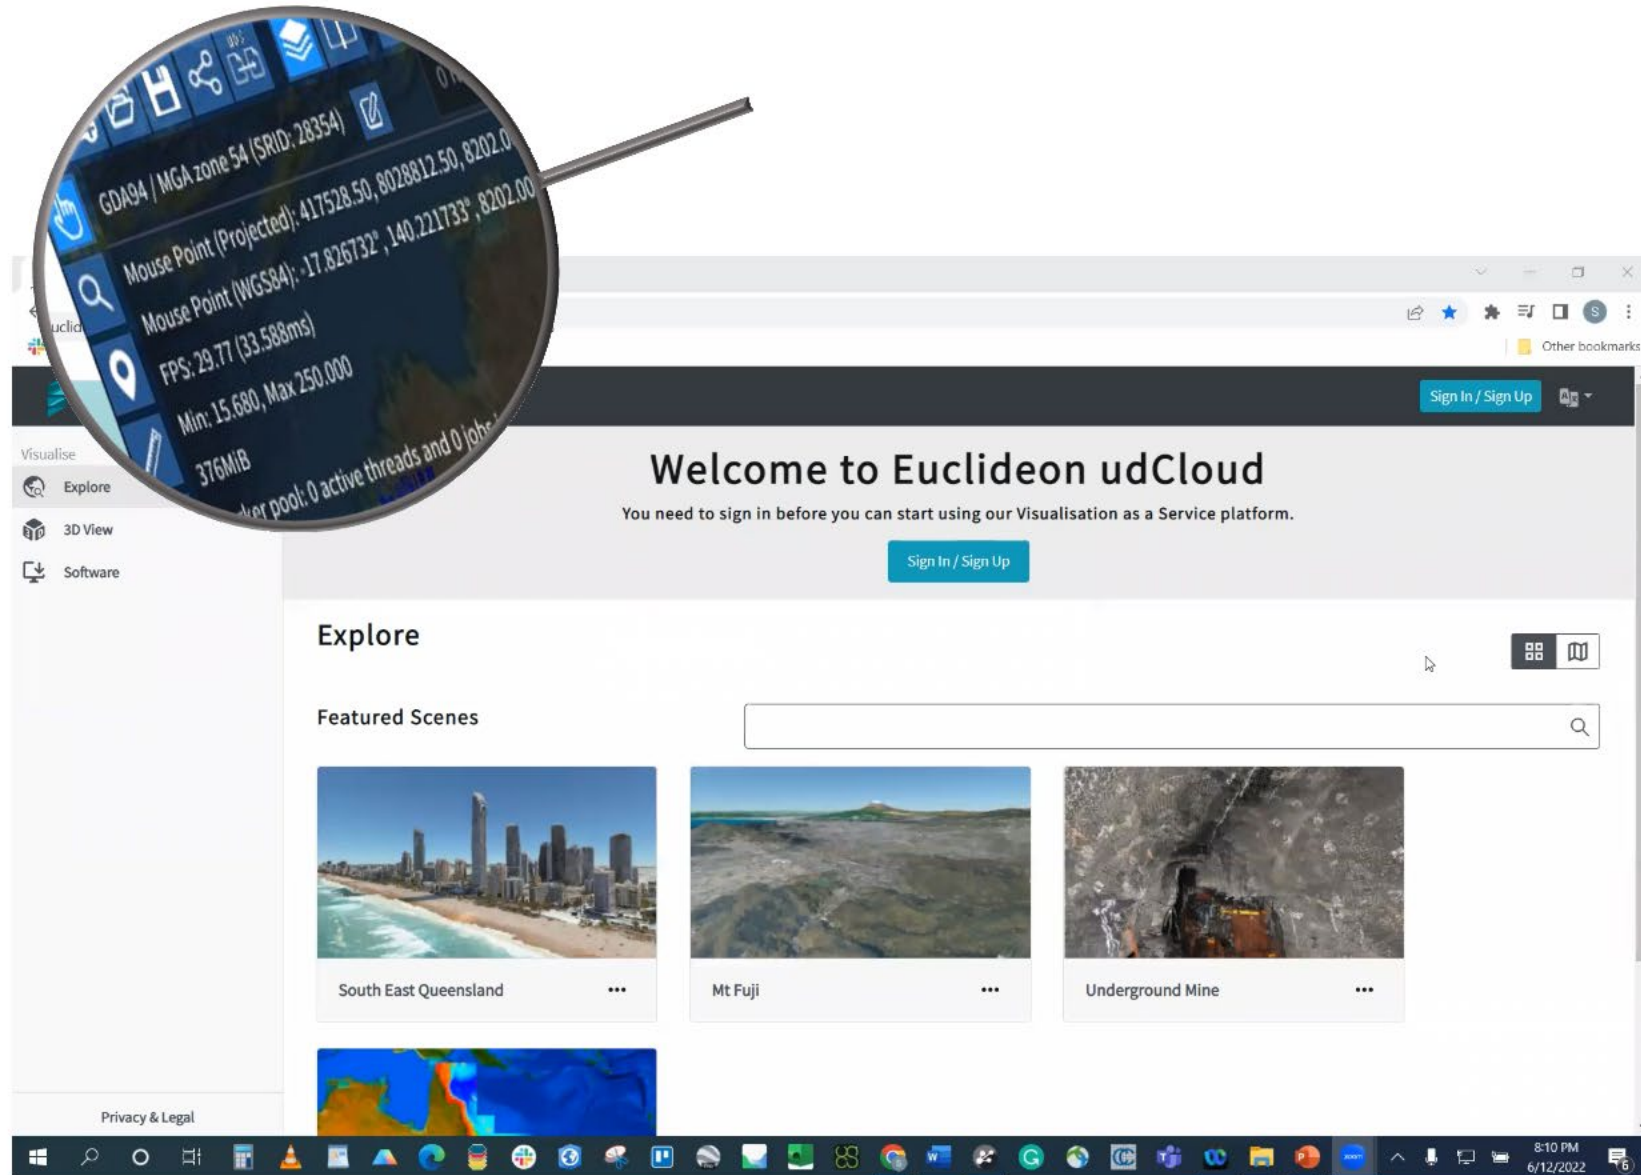 GDA94 / MGA zone 54 (SRID: 28354)
Mouse Point (Projected): 417528.50, 8028812.50, 8202.0
Mouse Point (WGS84): -17.826732°, 140.221733°, 8202.00
FPS: 29.77 (33.588ms)
Min: 15.680, Max 250.000
376MiB
ker pool: 0 active threads and 0 jobs
uclid
Other bookmarks
S
Sign In / Sign Up
Visualise
Explore
3D View
Software
Welcome to Euclideon udCloud
You need to sign in before you can start using our Visualisation as a Service platform.
Sign In / Sign Up
Explore
Featured Scenes
South East Queensland
Mt Fuji
Underground Mine
Privacy & Legal
8:10 PM
6/12/2022